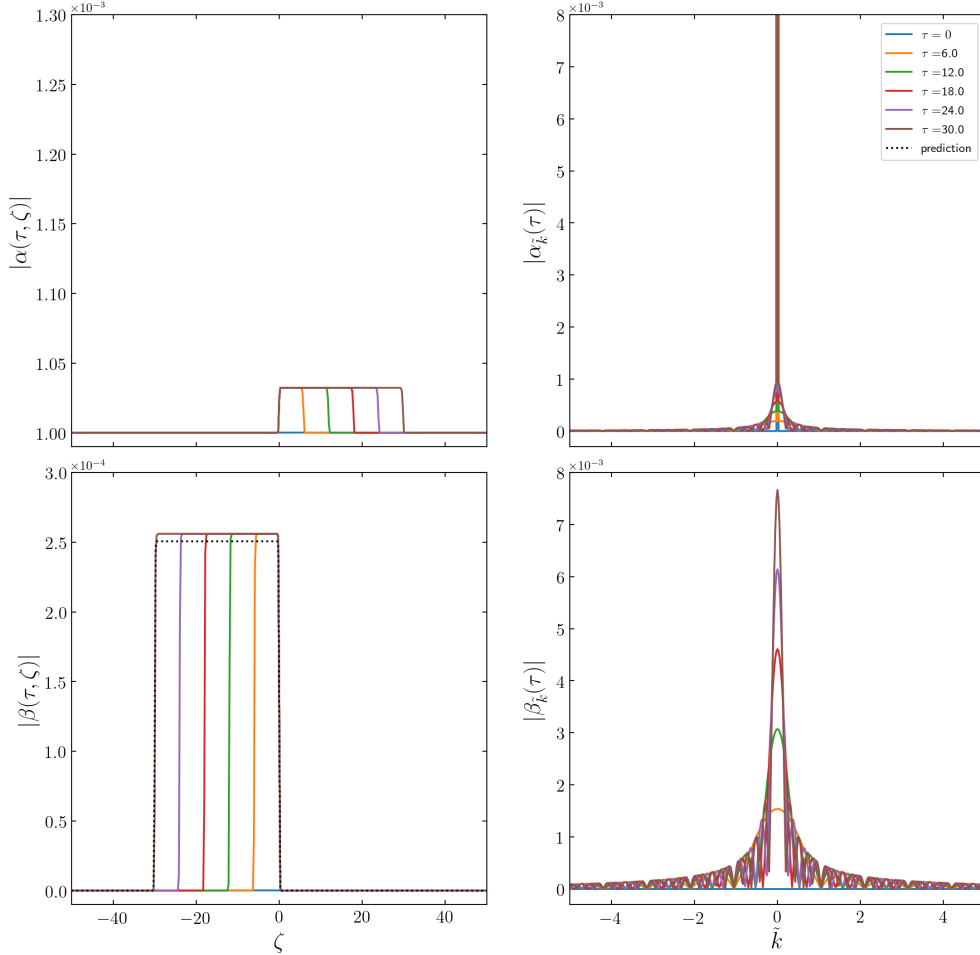 ×10⁻³
1.30
1.25
1.20
1.15
1.10
1.05
1.00
|α(τ, ζ)|
×10⁻³
8
7
6
5
4
3
2
1
0
|α_k̃(τ)|
τ = 0
τ =6.0
τ =12.0
τ =18.0
τ =24.0
τ =30.0
prediction
×10⁻⁴
3.0
2.5
2.0
1.5
1.0
0.5
0.0
|β(τ, ζ)|
−40 −20 0 20 40
ζ
×10⁻³
8
7
6
5
4
3
2
1
0
|β_k̃(τ)|
−4 −2 0 2 4
k̃